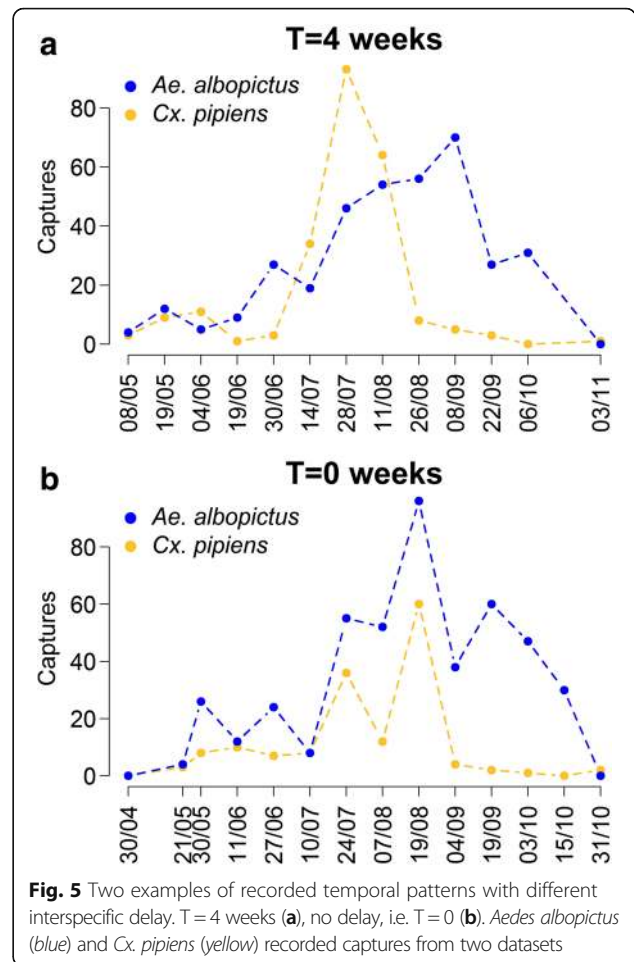 a
T=4 weeks
Ae. albopictus
Cx. pipiens
Captures
80
60
40
20
0
08/05
19/05
04/06
19/06
30/06
14/07
28/07
11/08
26/08
08/09
22/09
06/10
03/11
b
T=0 weeks
Ae. albopictus
Cx. pipiens
Captures
80
60
40
20
0
30/04
21/05
30/05
11/06
27/06
10/07
24/07
07/08
19/08
04/09
19/09
03/10
15/10
31/10
Fig. 5 Two examples of recorded temporal patterns with different
interspecific delay. T = 4 weeks (a), no delay, i.e. T = 0 (b). Aedes albopictus
(blue) and Cx. pipiens (yellow) recorded captures from two datasets